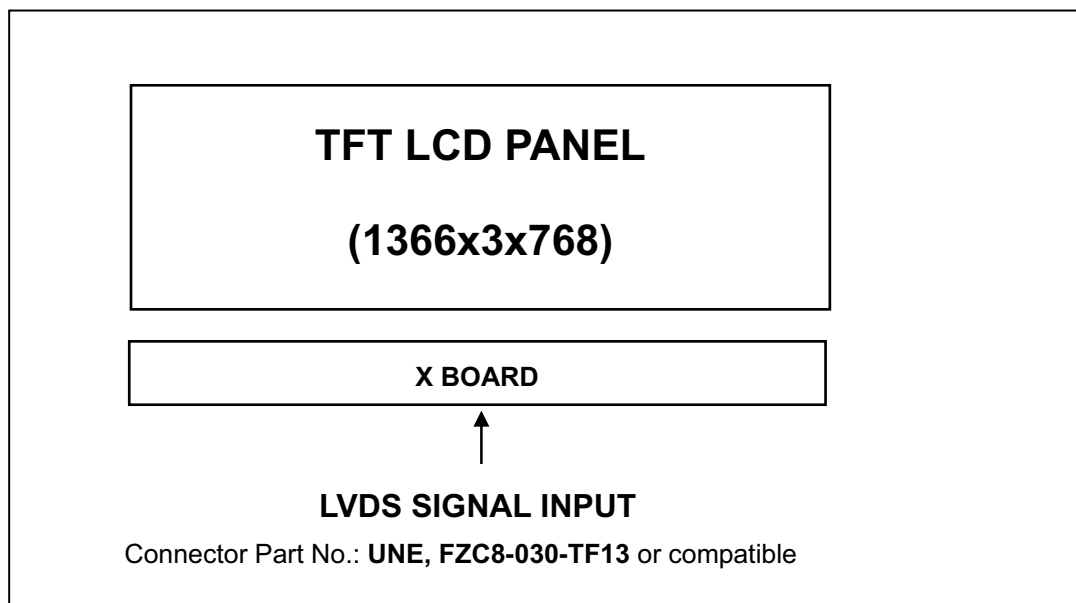 TFT LCD PANEL
(1366x3x768)
X BOARD
LVDS SIGNAL INPUT
Connector Part No.: UNE, FZC8-030-TF13 or compatible